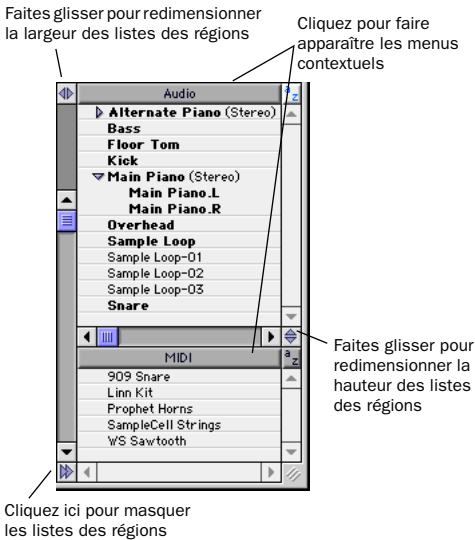 Faites glisser pour redimensionner
la largeur des listes des régions
Cliquez pour faire
apparaître les menus
contextuels
Audio
a z
Alternate Piano (Stereo)
Bass
Floor Tom
Kick
Main Piano (Stereo)
Main Piano.L
Main Piano.R
Overhead
Sample Loop
Sample Loop-01
Sample Loop-02
Sample Loop-03
Snare
MIDI
a z
909 Snare
Linn Kit
Prophet Horns
SampleCell Strings
WS Sawtooth
Faites glisser pour
redimensionner la
hauteur des listes
des régions
Cliquez ici pour masquer
les listes des régions